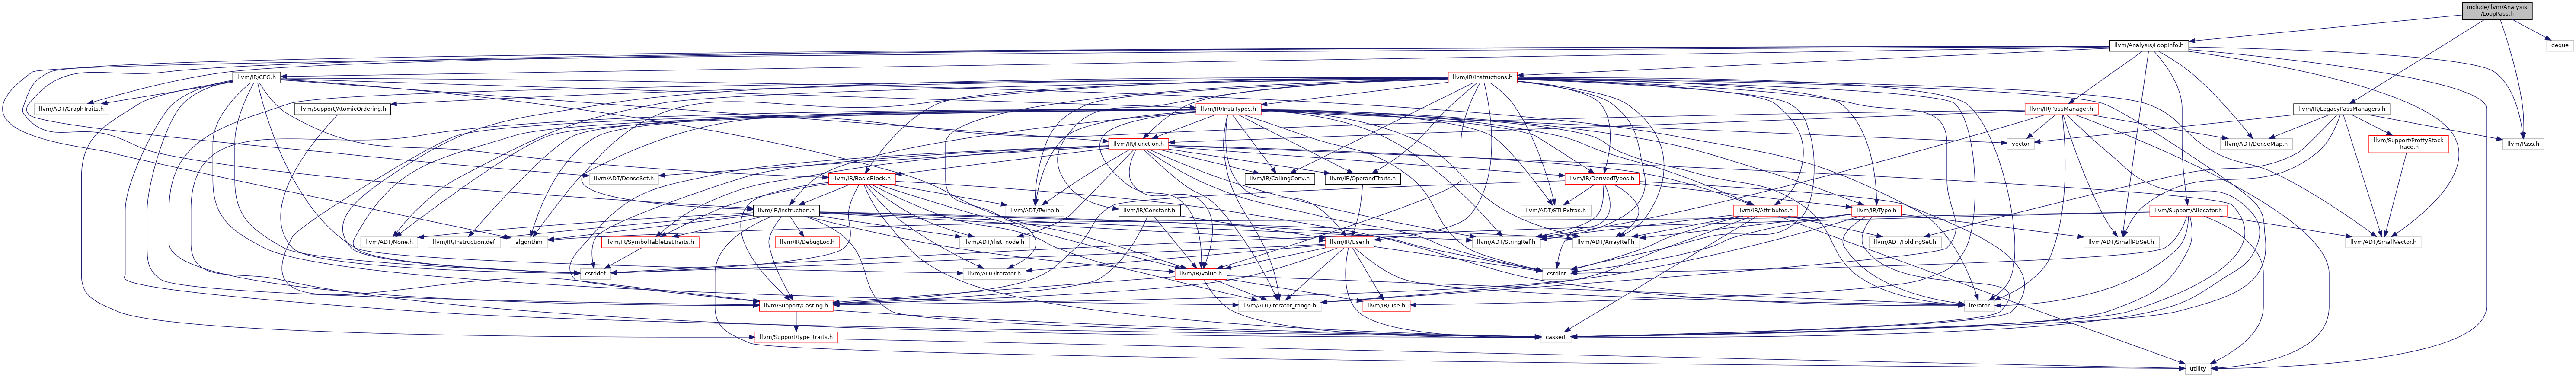 include/llvm/Analysis
/LoopPass.h
llvm/Analysis/LoopInfo.h
deque
llvm/IR/CFG.h
llvm/IR/Instructions.h
llvm/ADT/GraphTraits.h
llvm/Support/AtomicOrdering.h
llvm/IR/InstrTypes.h
llvm/IR/PassManager.h
llvm/IR/LegacyPassManagers.h
llvm/IR/Function.h
vector
llvm/ADT/DenseMap.h
llvm/Support/PrettyStack
Trace.h
llvm/Pass.h
llvm/ADT/DenseSet.h
llvm/IR/BasicBlock.h
llvm/IR/CallingConv.h
llvm/IR/OperandTraits.h
llvm/IR/DerivedTypes.h
llvm/IR/Instruction.h
llvm/ADT/Twine.h
llvm/IR/Constant.h
llvm/ADT/STLExtras.h
llvm/IR/Attributes.h
llvm/IR/Type.h
llvm/Support/Allocator.h
llvm/ADT/None.h
llvm/IR/Instruction.def
algorithm
llvm/IR/SymbolTableListTraits.h
llvm/IR/DebugLoc.h
llvm/ADT/ilist_node.h
llvm/IR/User.h
llvm/ADT/StringRef.h
llvm/ADT/ArrayRef.h
llvm/ADT/FoldingSet.h
llvm/ADT/SmallPtrSet.h
llvm/ADT/SmallVector.h
cstddef
llvm/ADT/iterator.h
llvm/IR/Value.h
cstdint
llvm/Support/Casting.h
llvm/ADT/iterator_range.h
llvm/IR/Use.h
iterator
llvm/Support/type_traits.h
cassert
utility